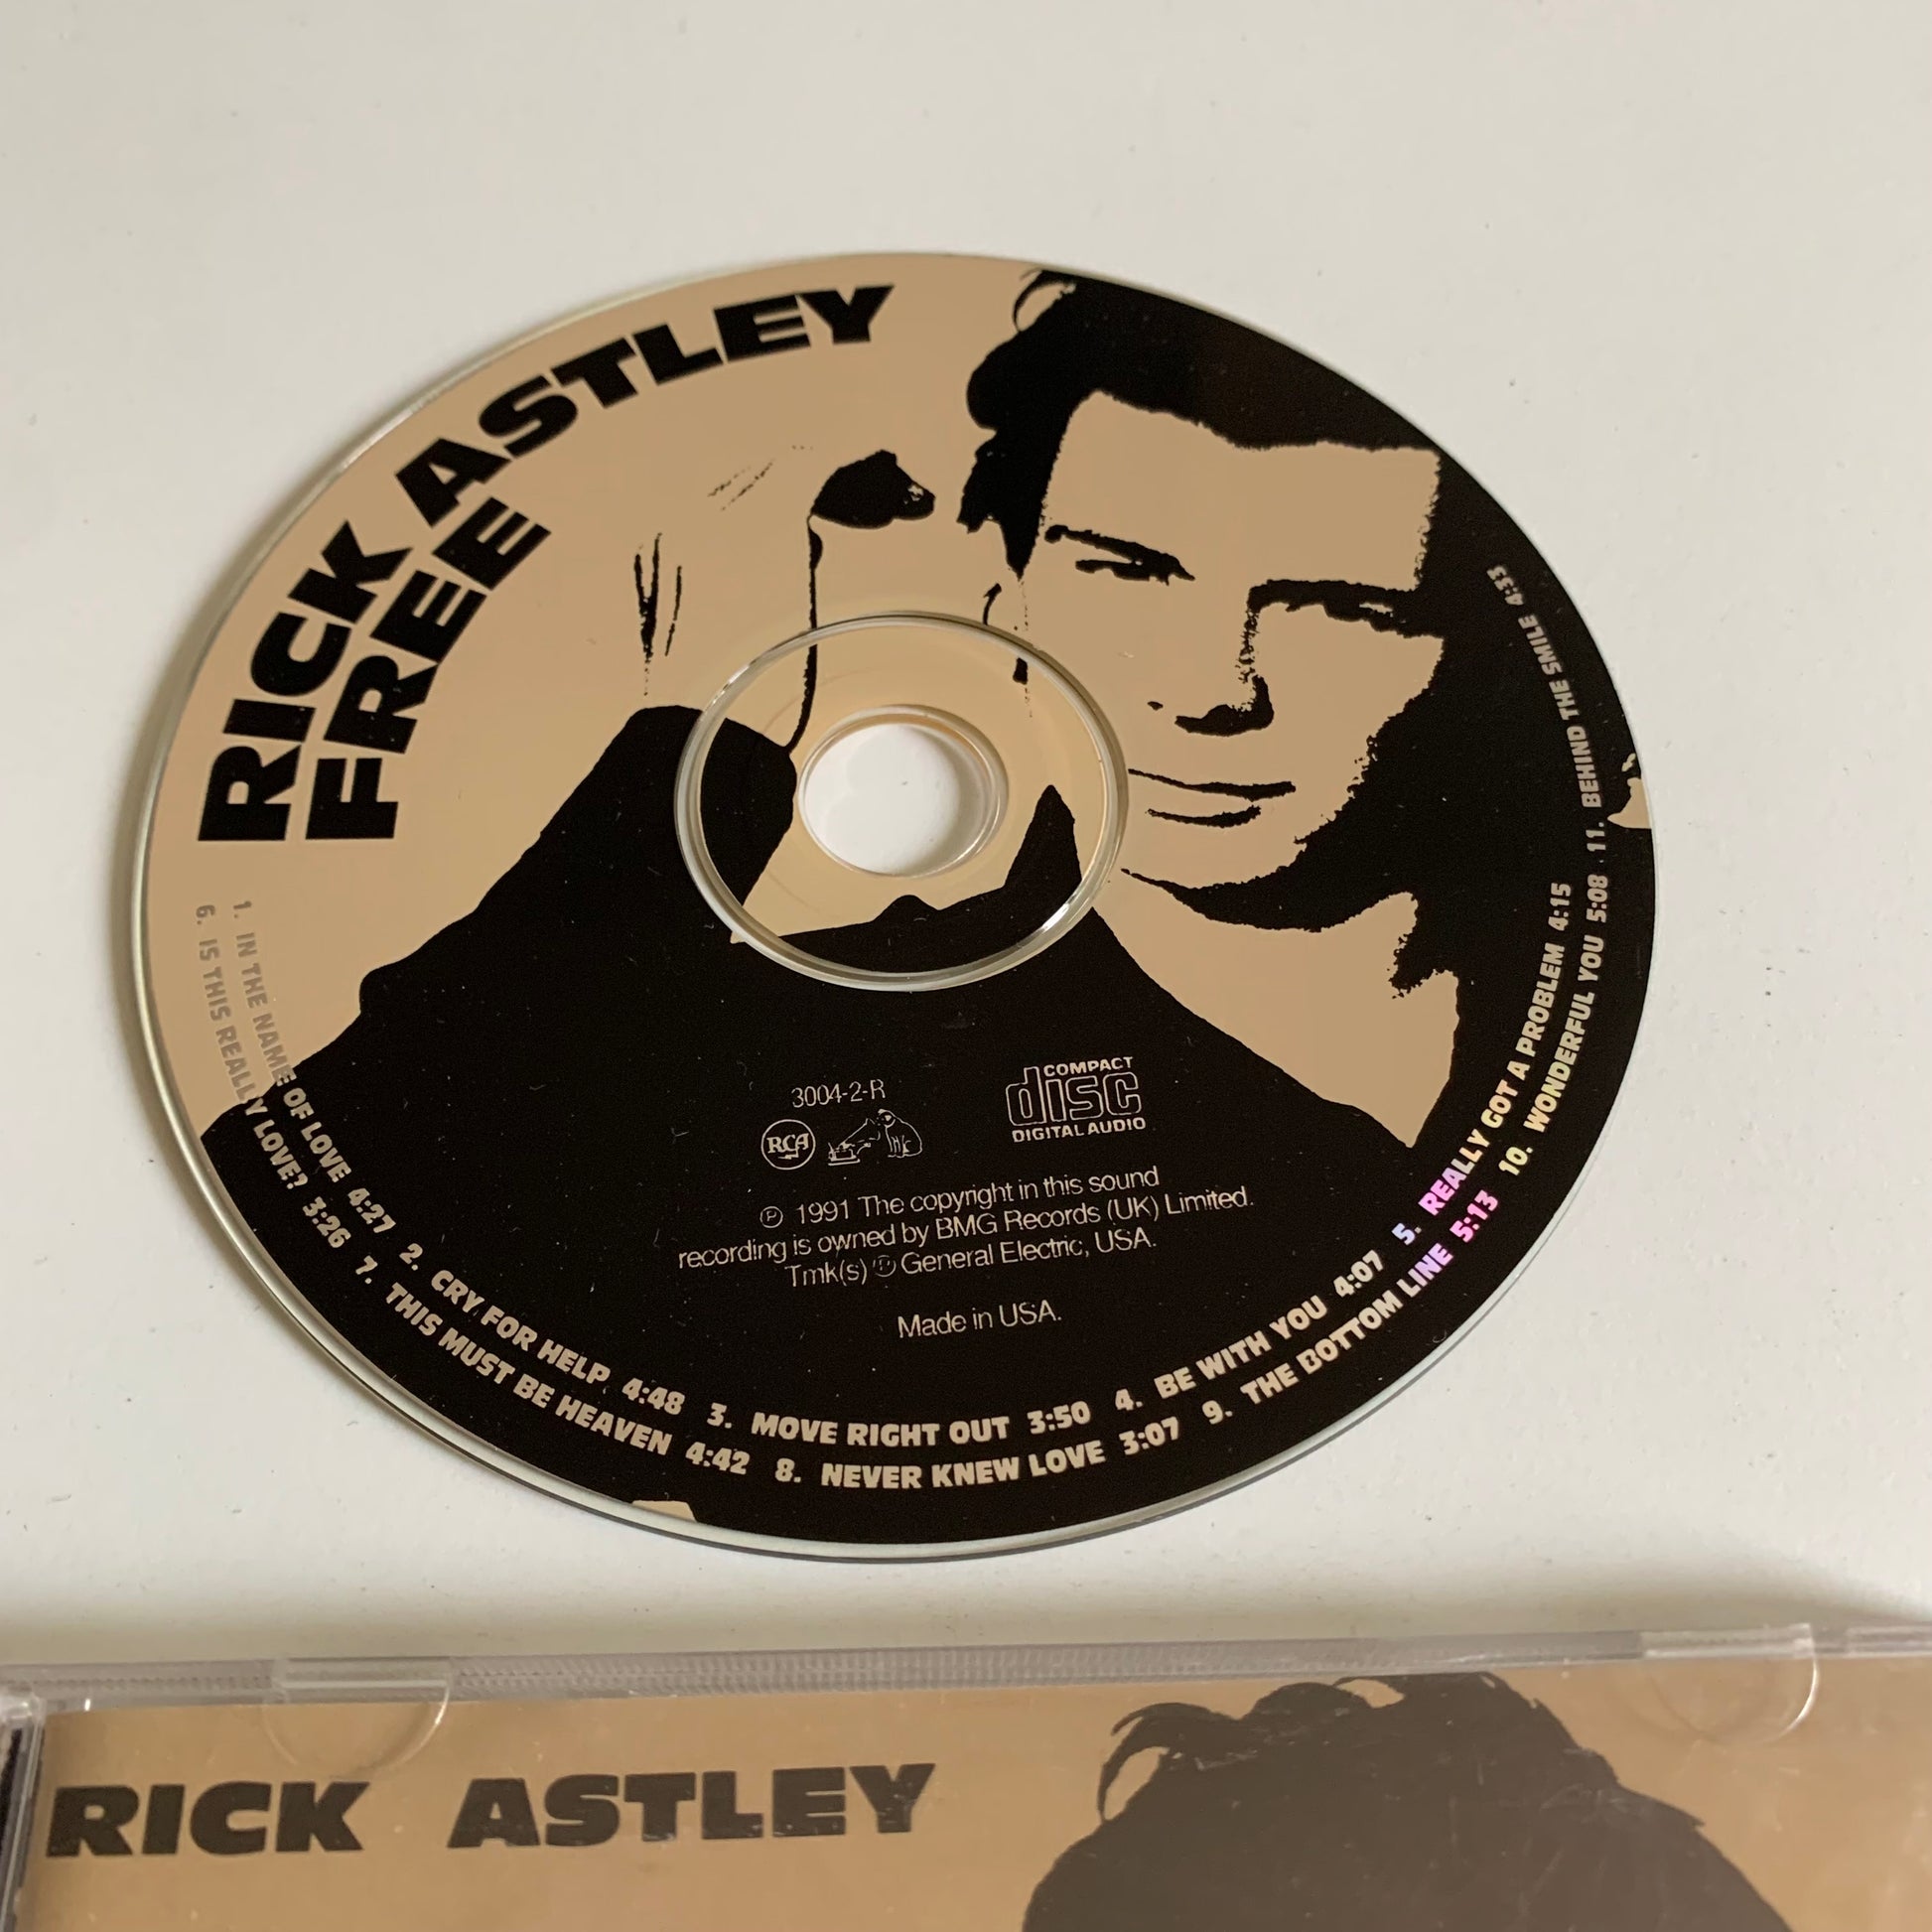 RICK ASTLEY
FREE
3004-2-R
RCA
COMPACT
disc
DIGITAL AUDIO
Ⓟ 1991 The copyright in this sound
recording is owned by BMG Records (UK) Limited.
Tmk(s) ® General Electric, USA.
Made in USA.
1. IN THE NAME OF LOVE 4:27 2. CRY FOR HELP 4:48 3. MOVE RIGHT OUT 3:50 4. BE WITH YOU 4:07 5. REALLY GOT A PROBLEM 4:15
6. IS THIS REALLY LOVE? 3:26 7. THIS MUST BE HEAVEN 4:42 8. NEVER KNEW LOVE 3:07 9. THE BOTTOM LINE 5:13 10. WONDERFUL YOU 5:08 11. BEHIND THE SMILE 4:33
RICK ASTLEY